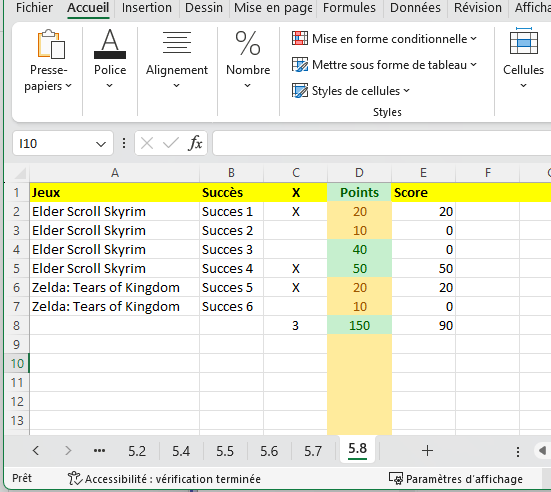 Fichier Accueil Insertion Dessin Mise en page Formules Données Révision Afficha
Presse-papiers Police Alignement Nombre Mise en forme conditionnelle Mettre sous forme de tableau Styles de cellules Cellules
Styles
I10 fx
A B C D E F
1 Jeux Succès X Points Score
2 Elder Scroll Skyrim Succes 1 X 20 20
3 Elder Scroll Skyrim Succes 2 10 0
4 Elder Scroll Skyrim Succes 3 40 0
5 Elder Scroll Skyrim Succes 4 X 50 50
6 Zelda: Tears of Kingdom Succes 5 X 20 20
7 Zelda: Tears of Kingdom Succes 6 10 0
8 3 150 90
9
10
11
12
13
... 5.2 5.4 5.5 5.6 5.7 5.8 +
Prêt Accessibilité : vérification terminée Paramètres d'affichage